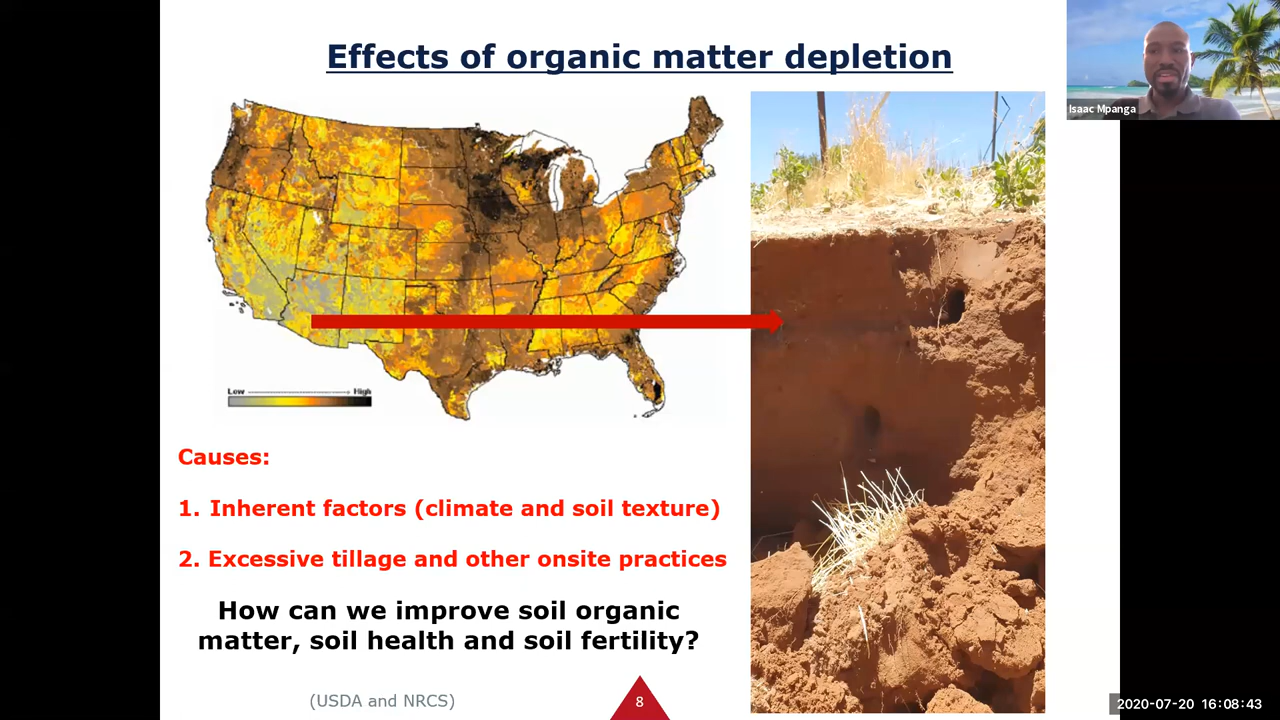 Effects of organic matter depletion
Isaac Mpanga
Low
High
Causes:
1. Inherent factors (climate and soil texture)
2. Excessive tillage and other onsite practices
How can we improve soil organic
matter, soil health and soil fertility?
(USDA and NRCS)
8
2020-07-20 16:08:43